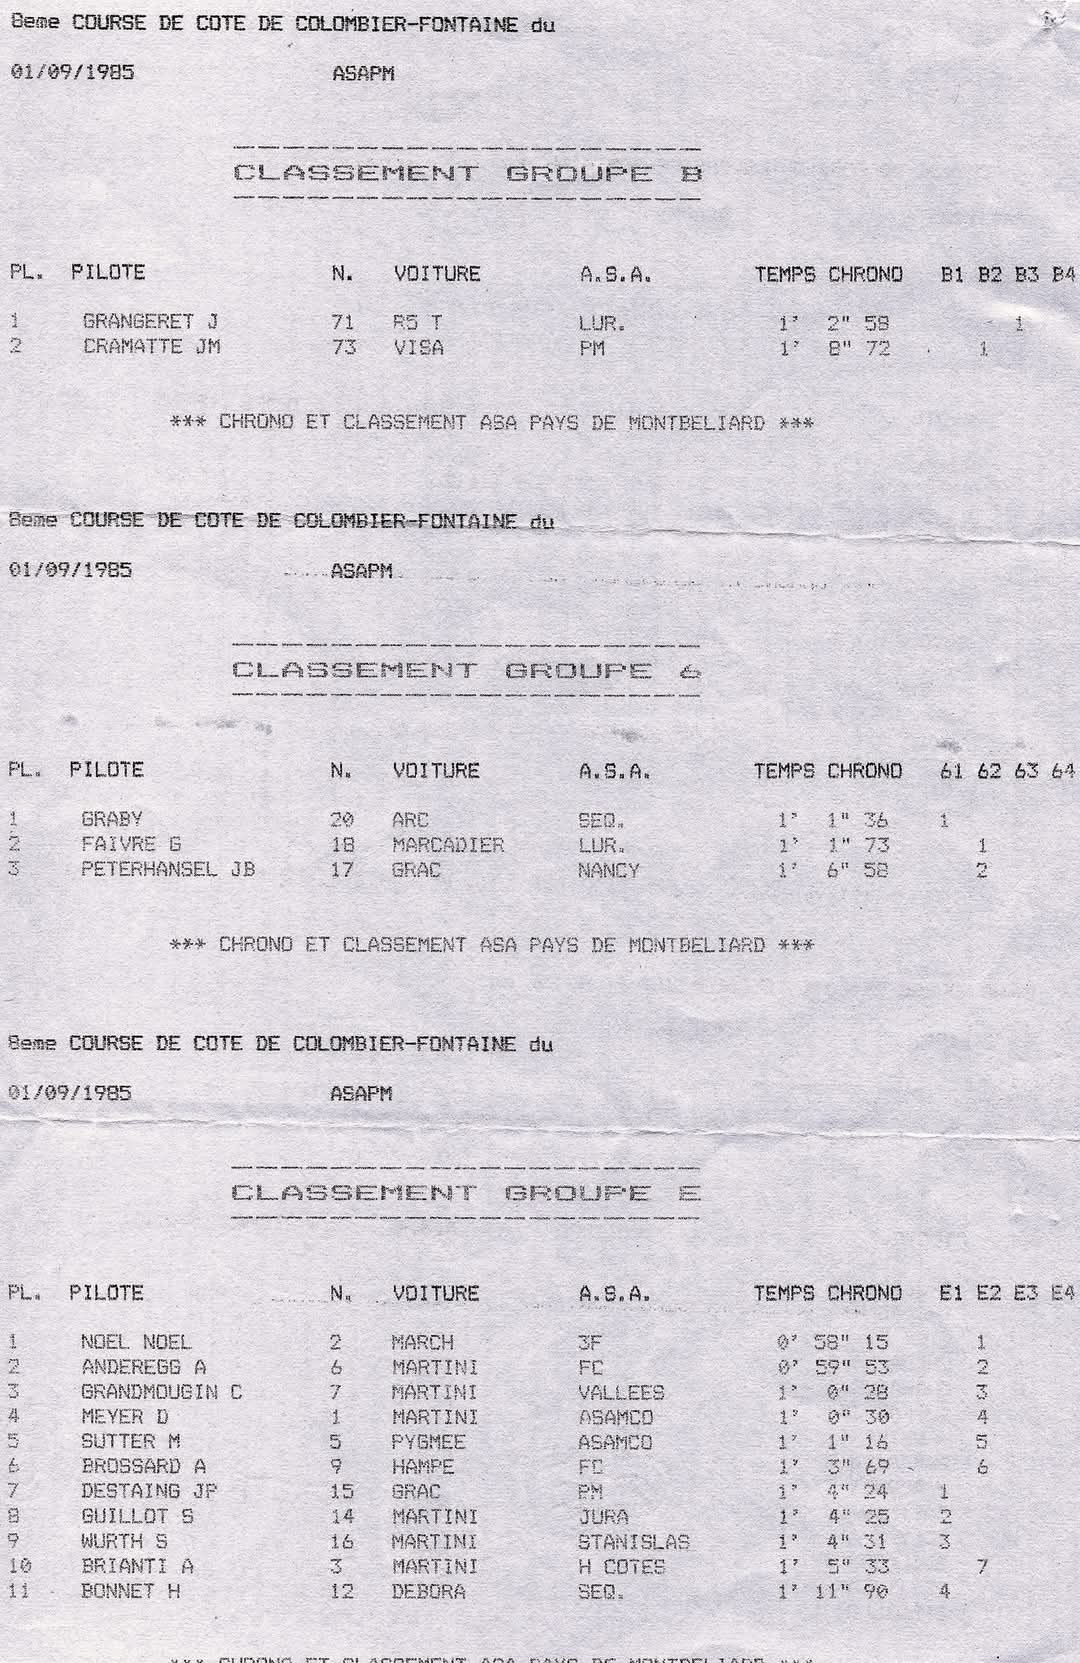 8eme COURSE DE COTE DE COLOMBIER-FONTAINE du
01/09/1985 ASAPM
CLASSEMENT GROUPE B
PL. PILOTE N. VOITURE A.S.A. TEMPS CHRONO B1 B2 B3 B4
1 GRANGERET J 71 R5 T LUR. 1' 2" 58 1
2 CRAMATTE JM 73 VISA PM 1' 8" 72 1
*** CHRONO ET CLASSEMENT ASA PAYS DE MONTBELIARD ***
8eme COURSE DE COTE DE COLOMBIER-FONTAINE du
01/09/1985 ASAPM
CLASSEMENT GROUPE 6
PL. PILOTE N. VOITURE A.S.A. TEMPS CHRONO 61 62 63 64
1 GRABY 20 ARC SEQ. 1' 1" 36 1
2 FAIVRE G 18 MARCADIER LUR. 1' 1" 73 1
3 PETERHANSEL JB 17 GRAC NANCY 1' 6" 58 2
*** CHRONO ET CLASSEMENT ASA PAYS DE MONTBELIARD ***
8eme COURSE DE COTE DE COLOMBIER-FONTAINE du
01/09/1985 ASAPM
CLASSEMENT GROUPE E
PL. PILOTE N. VOITURE A.S.A. TEMPS CHRONO E1 E2 E3 E4
1 NOEL NOEL 2 MARCH 3F 0' 58" 15 1
2 ANDEREGG A 6 MARTINI FC 0' 59" 53 2
3 GRANDMOUGIN C 7 MARTINI VALLEES 1' 0" 28 3
4 MEYER D 1 MARTINI ASAMCO 1' 0" 30 4
5 SUTTER M 5 PYGMEE ASAMCO 1' 1" 16 5
6 BROSSARD A 9 HAMPE FC 1' 3" 69 6
7 DESTAING JP 15 GRAC PM 1' 4" 24 1
8 GUILLOT S 14 MARTINI JURA 1' 4" 25 2
9 WURTH S 16 MARTINI STANISLAS 1' 4" 31 3
10 BRIANTI A 3 MARTINI H COTES 1' 5" 33 7
11 BONNET H 12 DEBORA SEQ. 1' 11" 90 4
*** CHRONO ET CLASSEMENT ASA PAYS DE MONTBELIARD ***